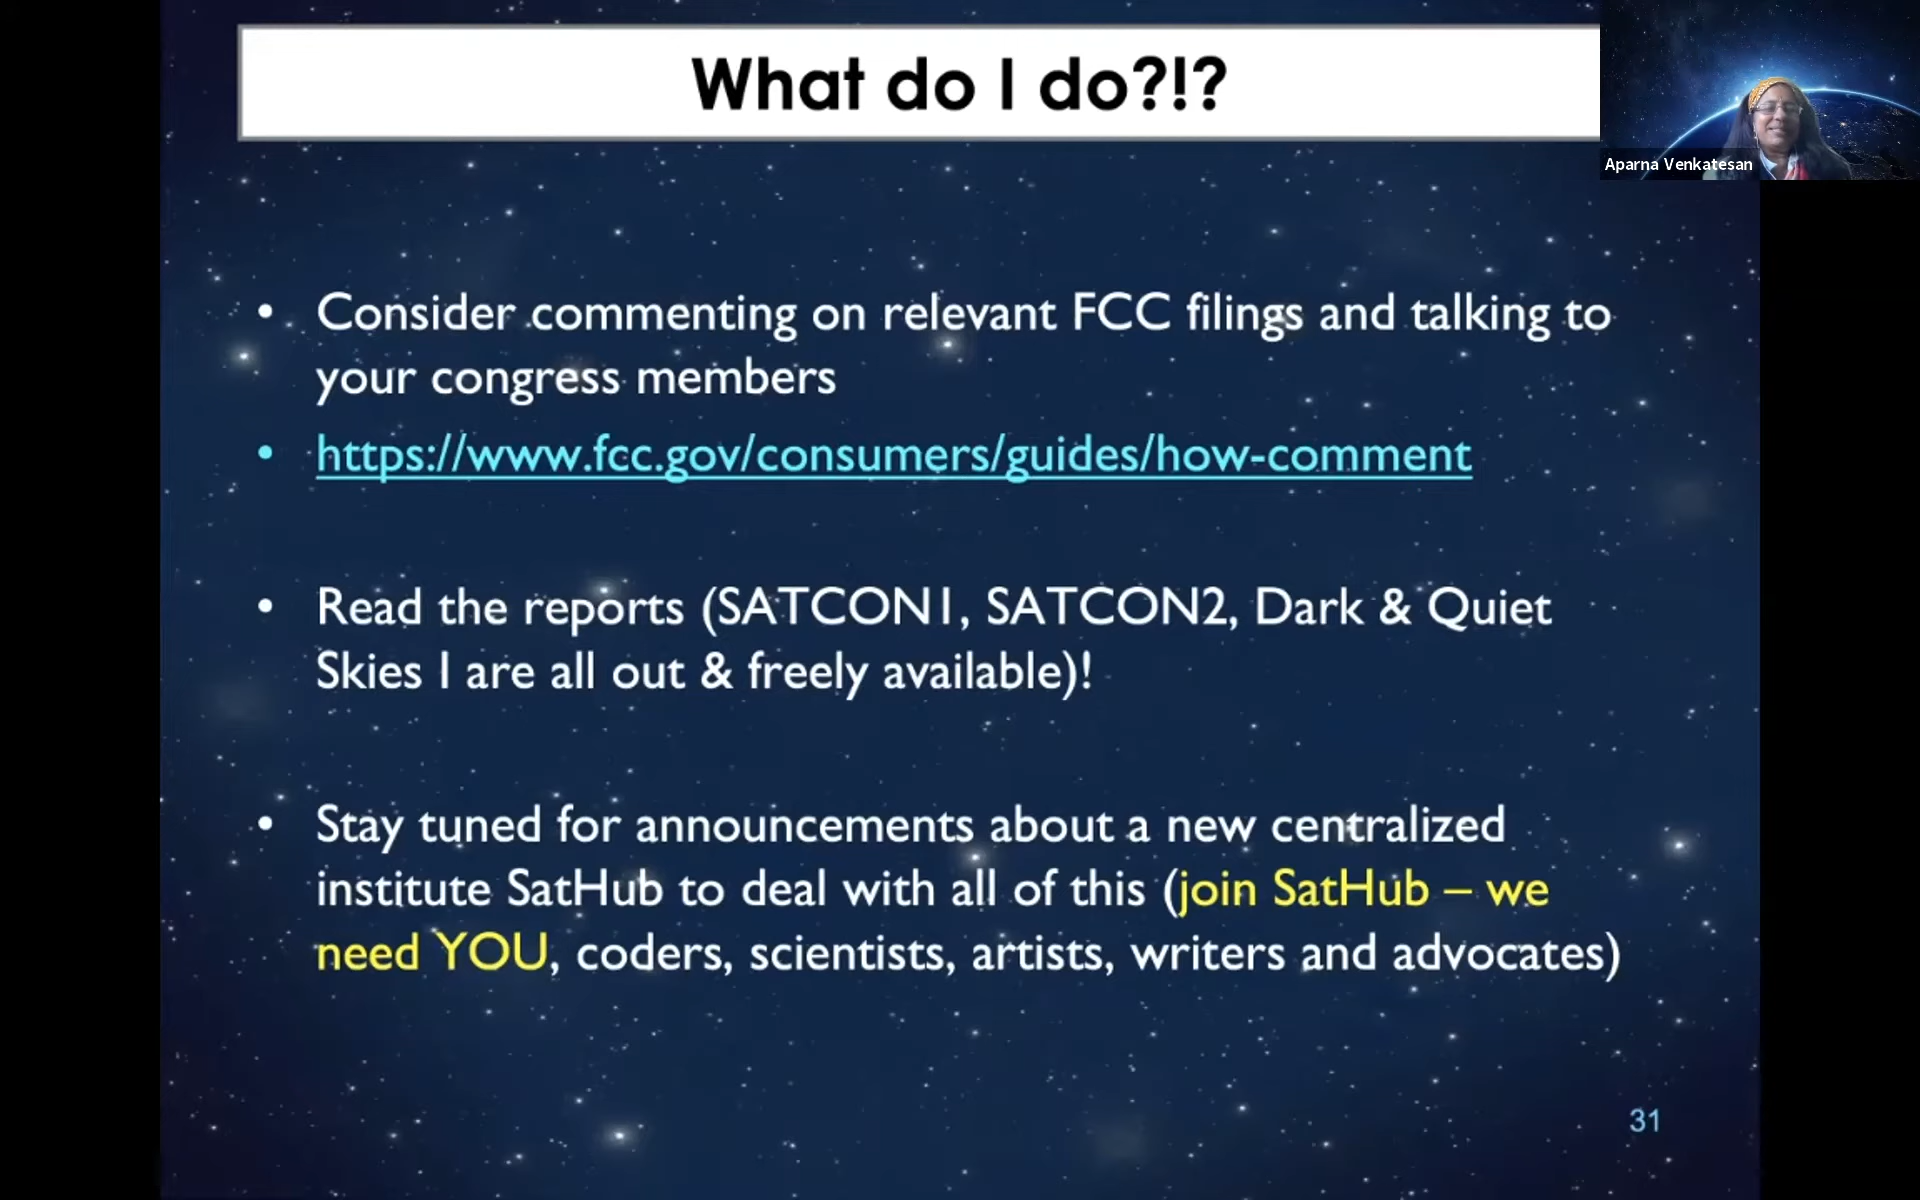 What do I do?!?
Aparna Venkatesan
• Consider commenting on relevant FCC filings and talking to
your congress members
• https://www.fcc.gov/consumers/guides/how-comment
• Read the reports (SATCON1, SATCON2, Dark & Quiet
Skies I are all out & freely available)!
• Stay tuned for announcements about a new centralized
institute SatHub to deal with all of this (join SatHub – we
need YOU, coders, scientists, artists, writers and advocates)
31